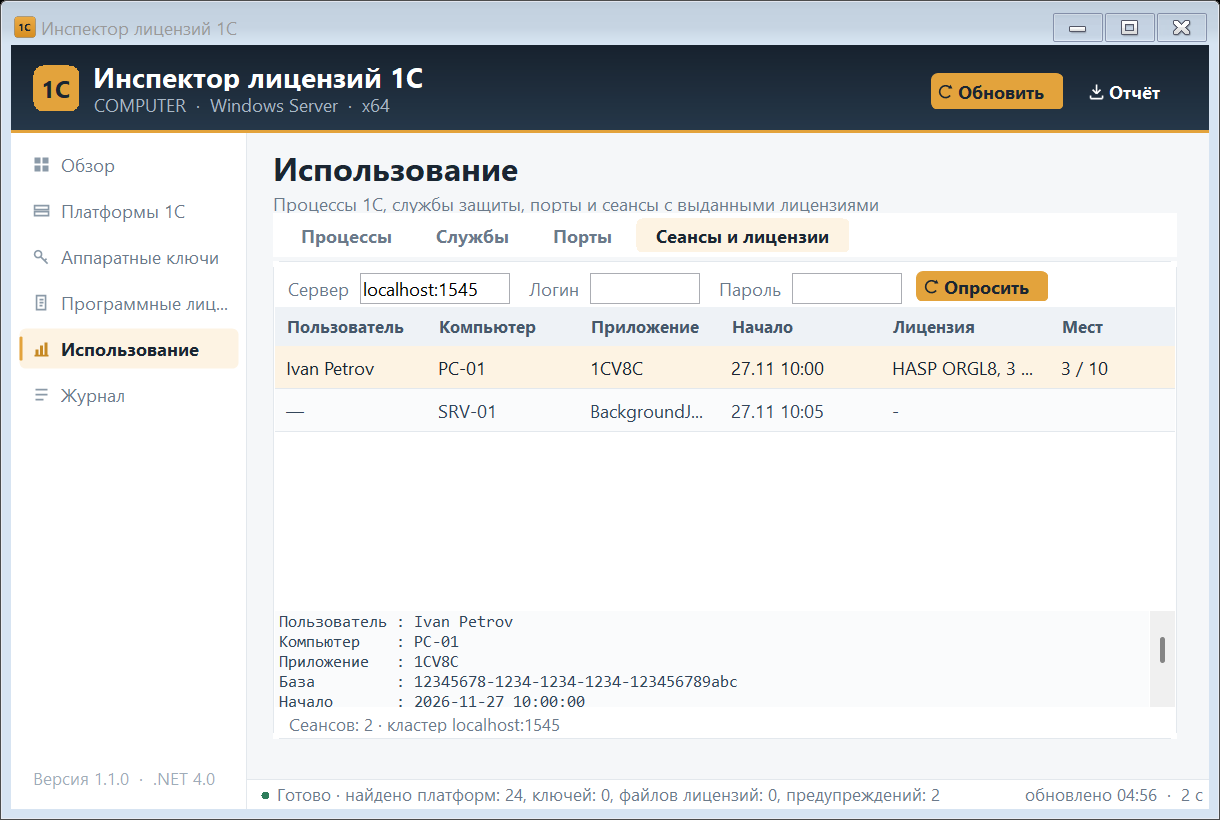 1C Инспектор лицензий 1С
1C Инспектор лицензий 1С
COMPUTER · Windows Server · x64
Обновить
Отчёт
Обзор
Платформы 1С
Аппаратные ключи
Программные лиц...
Использование
Журнал
Версия 1.1.0 · .NET 4.0
Использование
Процессы 1С, службы защиты, порты и сеансы с выданными лицензиями
Процессы Службы Порты Сеансы и лицензии
Сервер localhost:1545 Логин Пароль Опросить
Пользователь Компьютер Приложение Начало Лицензия Мест
Ivan Petrov PC-01 1CV8C 27.11 10:00 HASP ORGL8, 3 ... 3 / 10
— SRV-01 BackgroundJ... 27.11 10:05 -
Пользователь : Ivan Petrov
Компьютер : PC-01
Приложение : 1CV8C
База : 12345678-1234-1234-1234-123456789abc
Начало : 2026-11-27 10:00:00
Сеансов: 2 · кластер localhost:1545
Готово · найдено платформ: 24, ключей: 0, файлов лицензий: 0, предупреждений: 2
обновлено 04:56 · 2 с